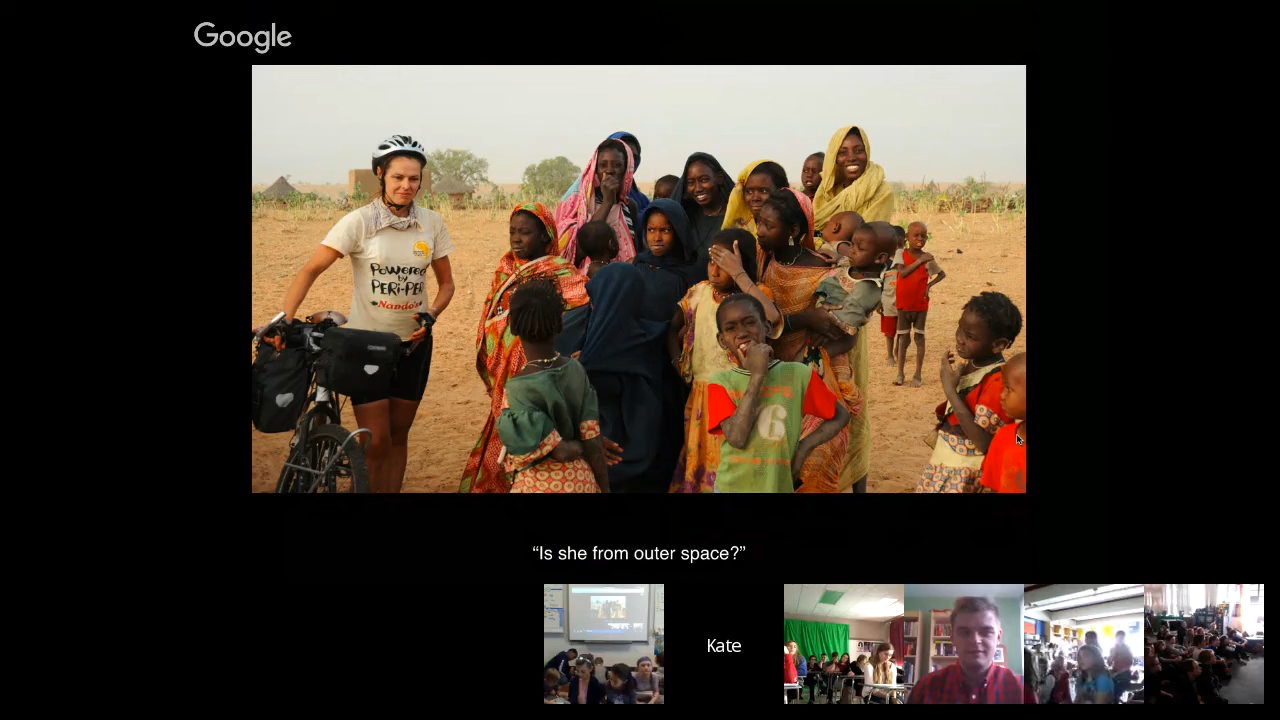 Google
Powered
by
PERi-PERi
Nando's
6
“Is she from outer space?”
Kate